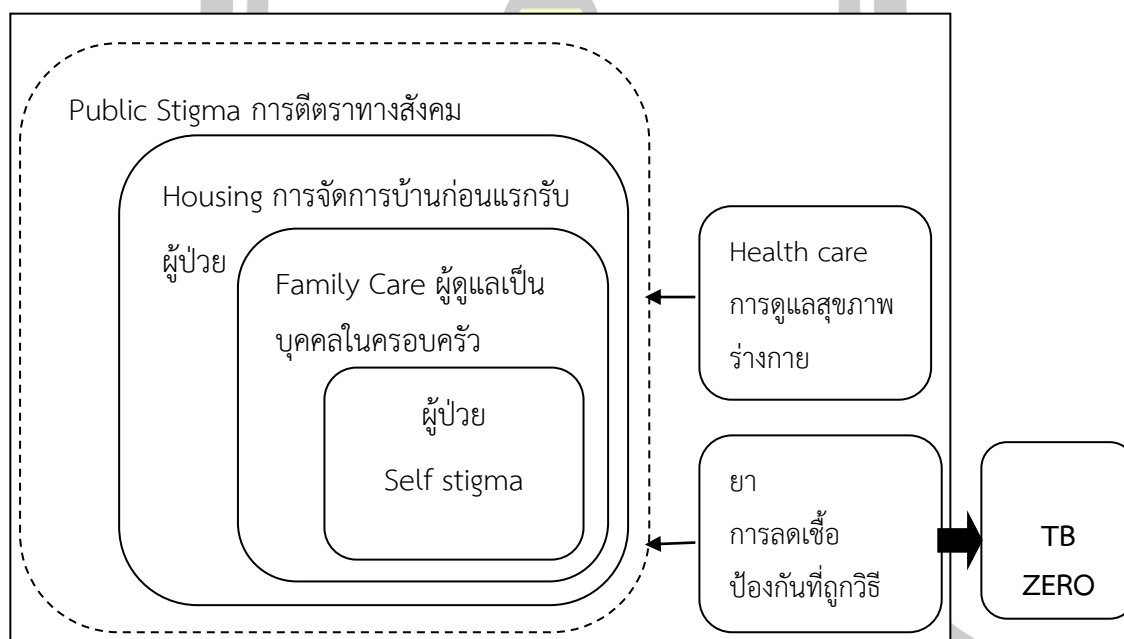 Public Stigma การตีตราทางสังคม
Housing การจัดการบ้านก่อนแรกรับ
ผู้ป่วย
Family Care ผู้ดูแลเป็น
บุคคลในครอบครัว
ผู้ป่วย
Self stigma
Health care
การดูแลสุขภาพ
ร่างกาย
ยา
การลดเชื้อ
ป้องกันที่ถูกวิธี
TB
ZERO